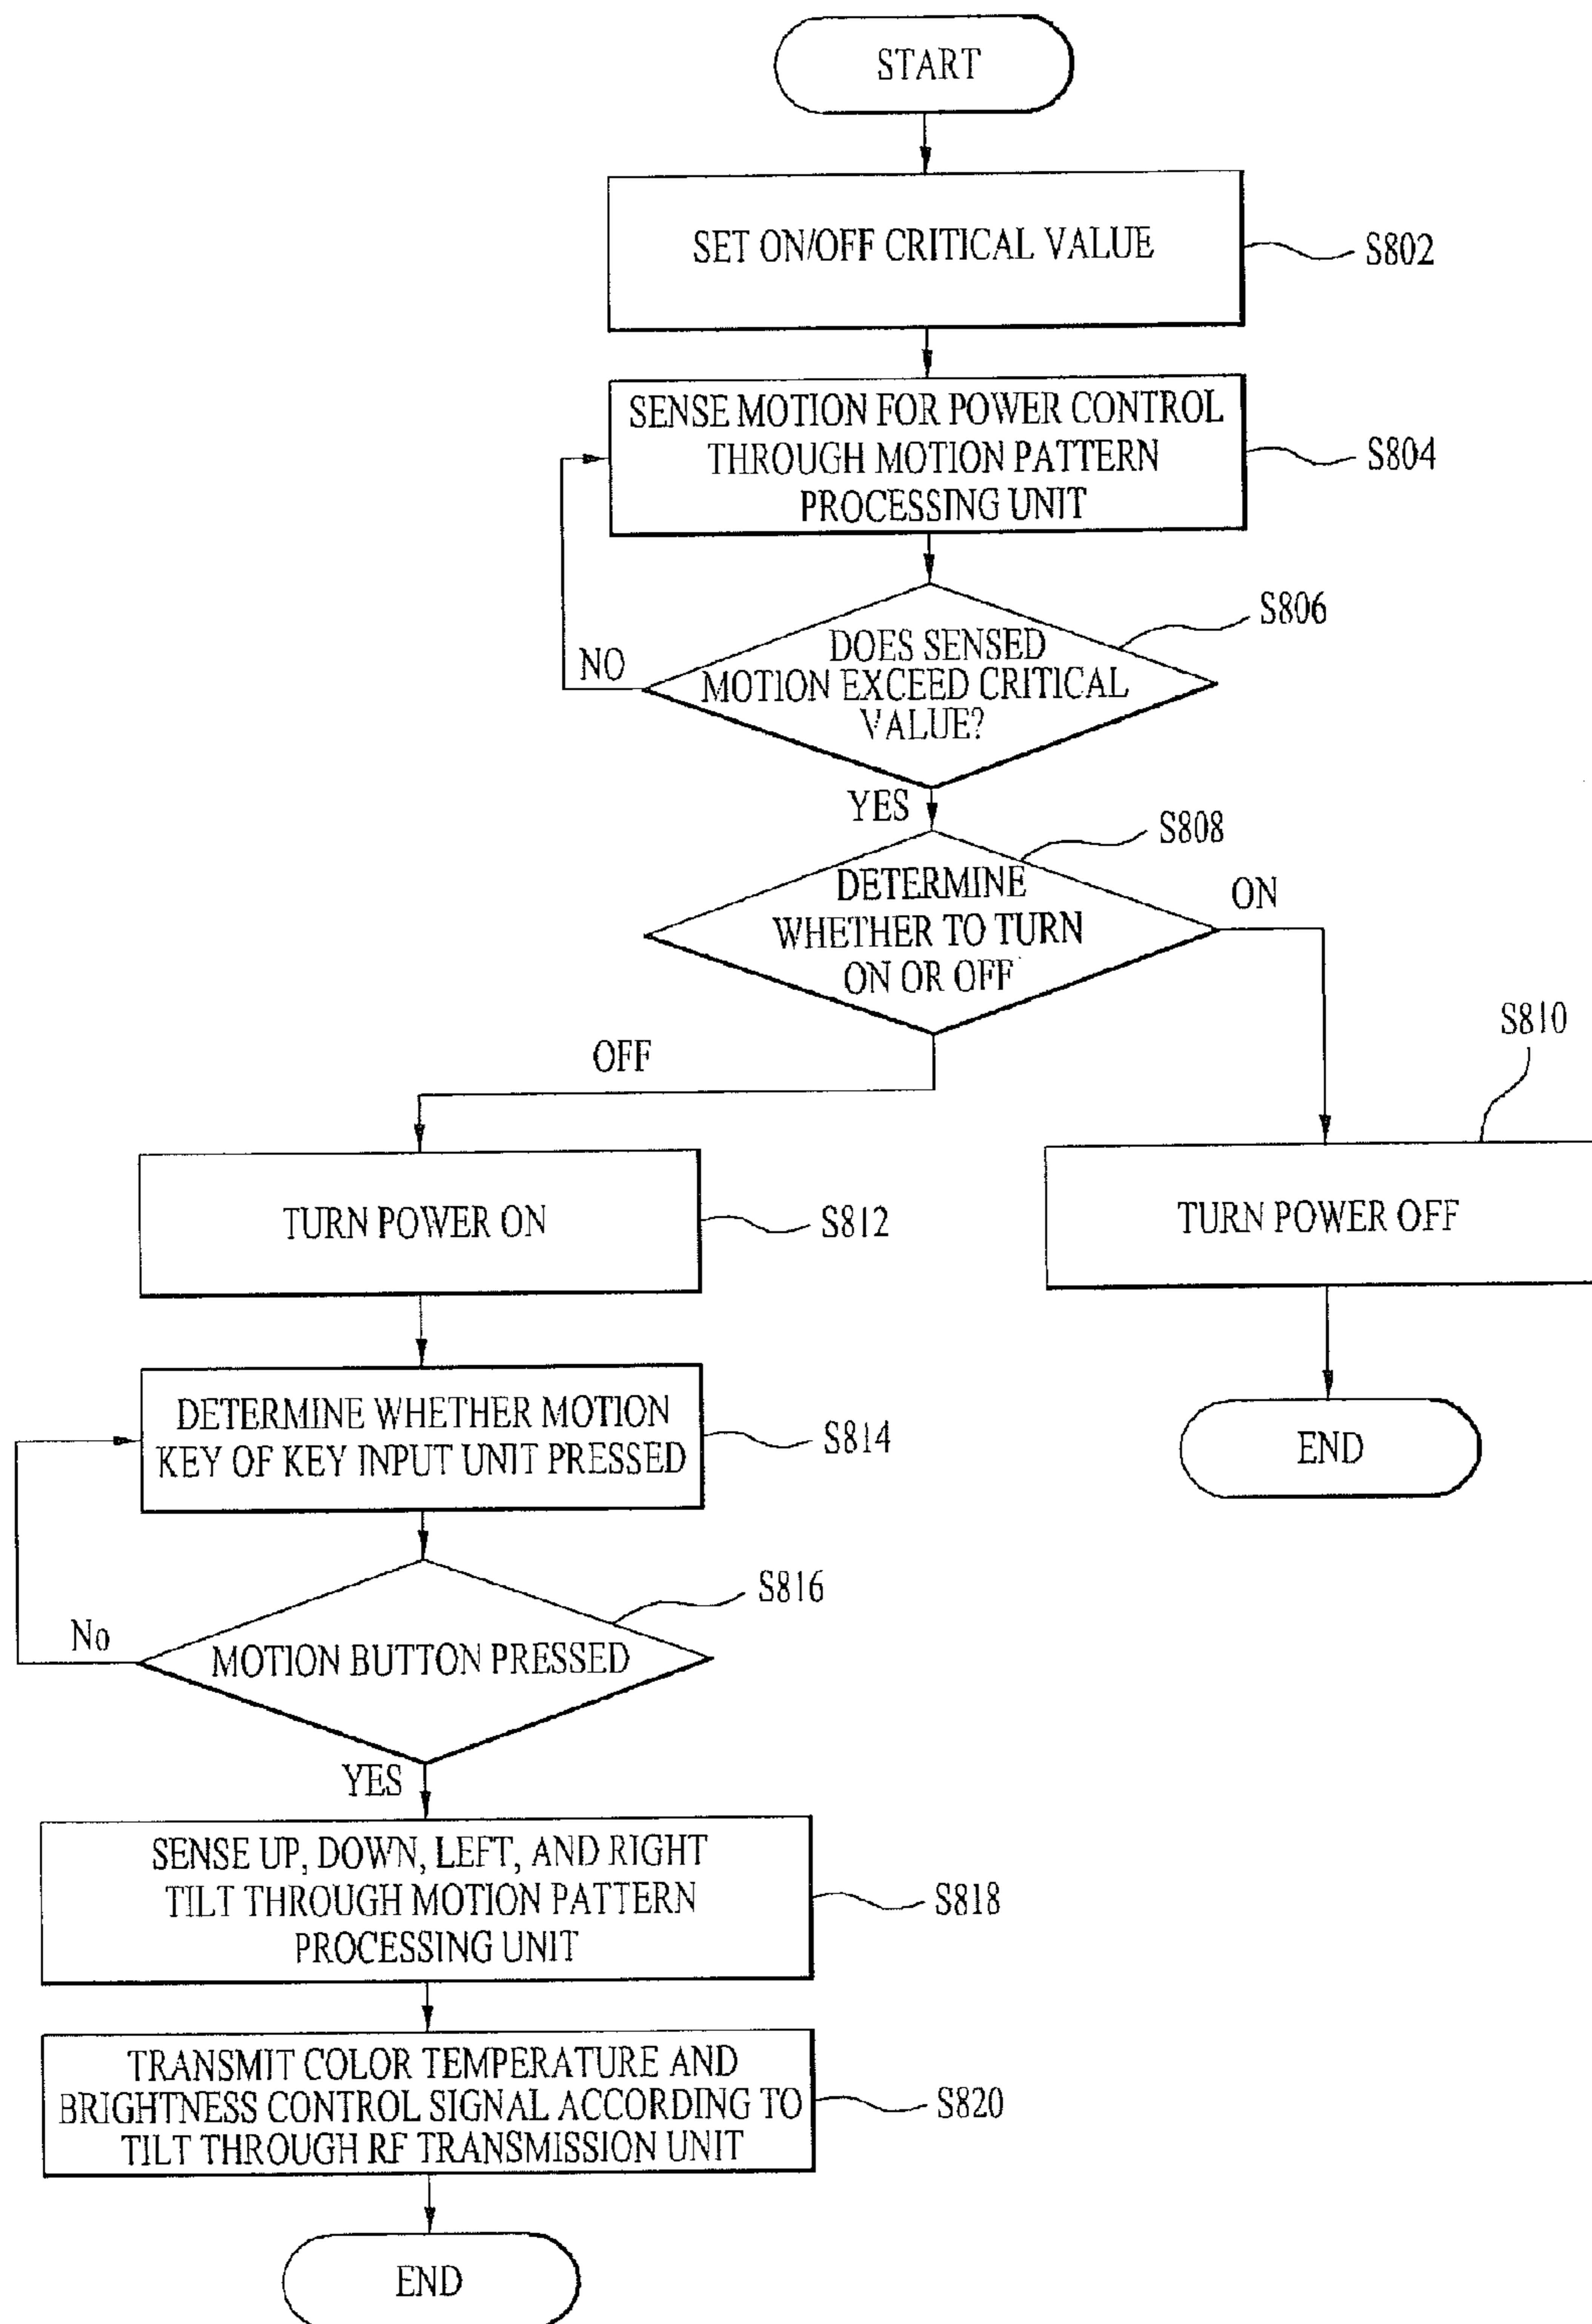 START
SET ON/OFF CRITICAL VALUE
S802
SENSE MOTION FOR POWER CONTROL
THROUGH MOTION PATTERN
PROCESSING UNIT
S804
DOES SENSED
MOTION EXCEED CRITICAL
VALUE?
S806
NO
YES
DETERMINE
WHETHER TO TURN
ON OR OFF
S808
ON
OFF
S810
TURN POWER ON
S812
TURN POWER OFF
DETERMINE WHETHER MOTION
KEY OF KEY INPUT UNIT PRESSED
S814
END
MOTION BUTTON PRESSED
S816
No
YES
SENSE UP, DOWN, LEFT, AND RIGHT
TILT THROUGH MOTION PATTERN
PROCESSING UNIT
S818
TRANSMIT COLOR TEMPERATURE AND
BRIGHTNESS CONTROL SIGNAL ACCORDING TO
TILT THROUGH RF TRANSMISSION UNIT
S820
END